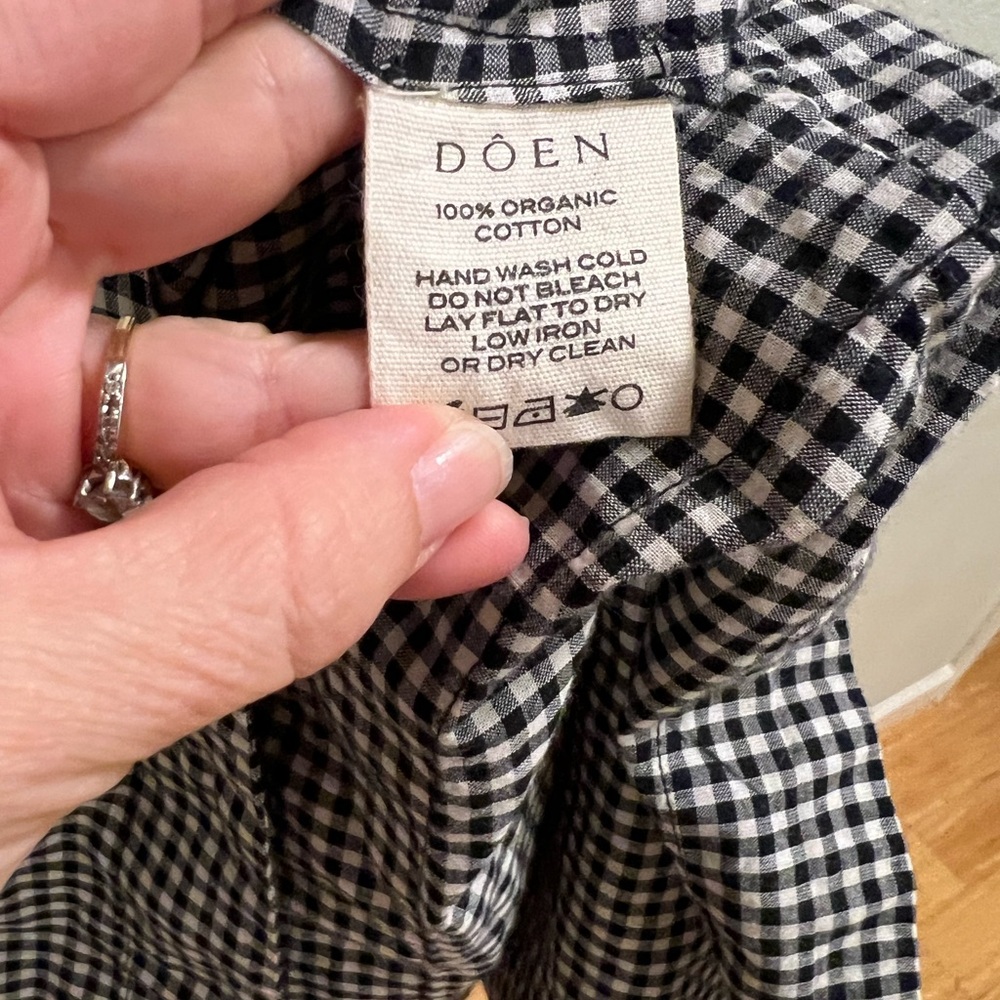 DÔEN
100% ORGANIC
COTTON
HAND WASH COLD
DO NOT BLEACH
LAY FLAT TO DRY
LOW IRON
OR DRY CLEAN